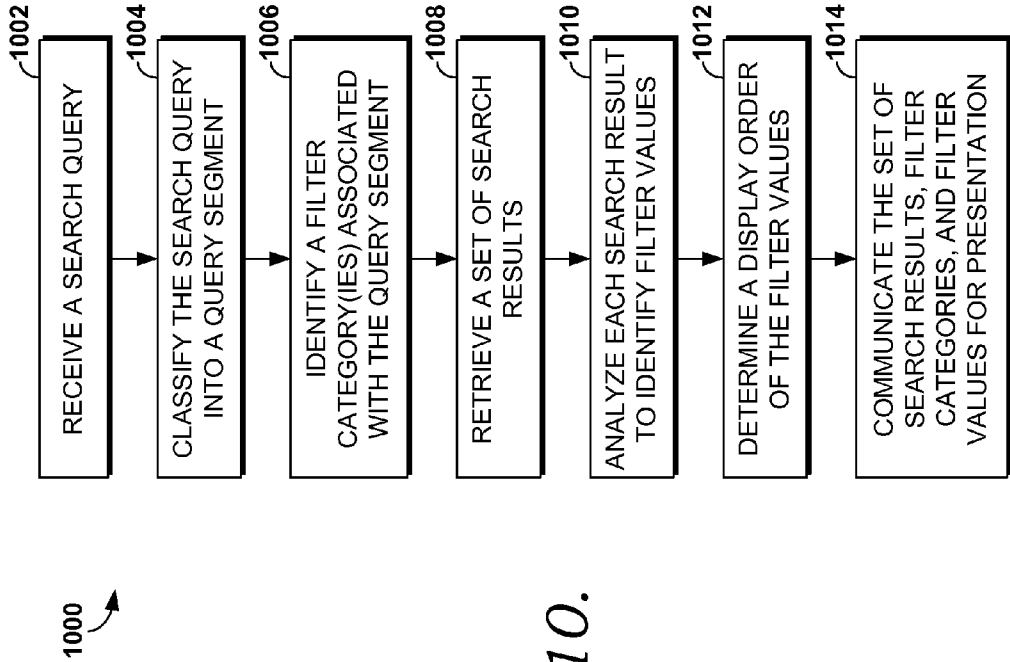 1000
1002
RECEIVE A SEARCH QUERY
1004
CLASSIFY THE SEARCH QUERY
INTO A QUERY SEGMENT
1006
IDENTIFY A FILTER
CATEGORY(IES) ASSOCIATED
WITH THE QUERY SEGMENT
1008
RETRIEVE A SET OF SEARCH
RESULTS
1010
ANALYZE EACH SEARCH RESULT
TO IDENTIFY FILTER VALUES
1012
DETERMINE A DISPLAY ORDER
OF THE FILTER VALUES
1014
COMMUNICATE THE SET OF
SEARCH RESULTS, FILTER
CATEGORIES, AND FILTER
VALUES FOR PRESENTATION
10.